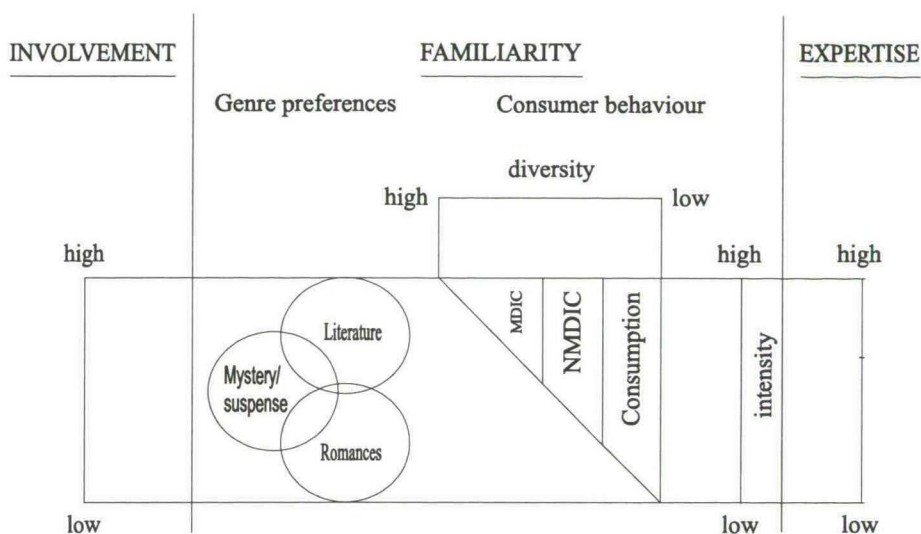 INVOLVEMENT
FAMILIARITY
EXPERTISE
Genre preferences
Consumer behaviour
diversity
high
low
high
high
high
MDIC
NMDIC
Consumption
intensity
Literature
Mystery/
suspense
Romances
low
low
low